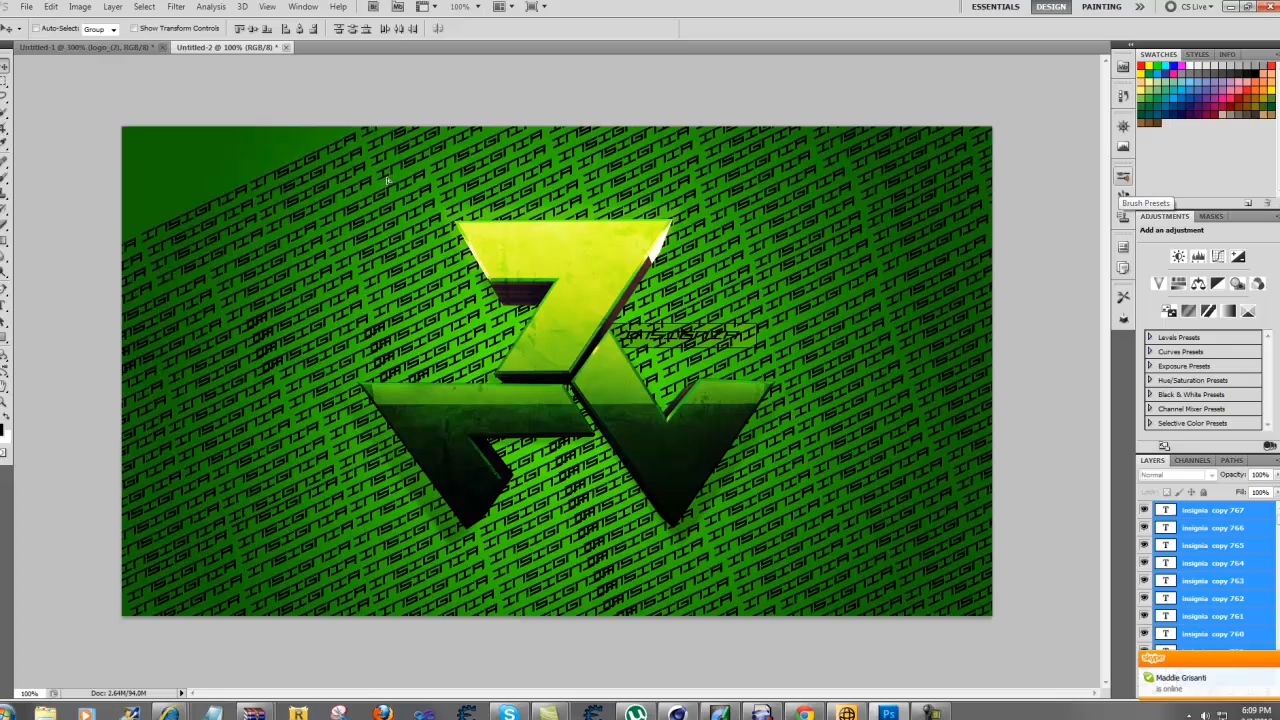 File Edit Image Layer Select Filter Analysis 3D View Window Help
100%
ESSENTIALS DESIGN PAINTING
CS Live
Auto-Select: Group Show Transform Controls
Untitled-1 @ 300% (logo_(2), RGB/8) * Untitled-2 @ 100% (RGB/8) *
SWATCHES STYLES INFO
Brush Presets
ADJUSTMENTS MASKS
Add an adjustment
Levels Presets
Curves Presets
Exposure Presets
Hue/Saturation Presets
Black & White Presets
Channel Mixer Presets
Selective Color Presets
LAYERS CHANNELS PATHS
Normal Opacity: 100%
Fill: 100%
T insignia copy 767
T insignia copy 766
T insignia copy 765
T insignia copy 764
T insignia copy 763
T insignia copy 762
T insignia copy 761
T insignia copy 760
skype
Maddie Grisanti
is online
100% Doc: 2.64M/94.0M
6:09 PM